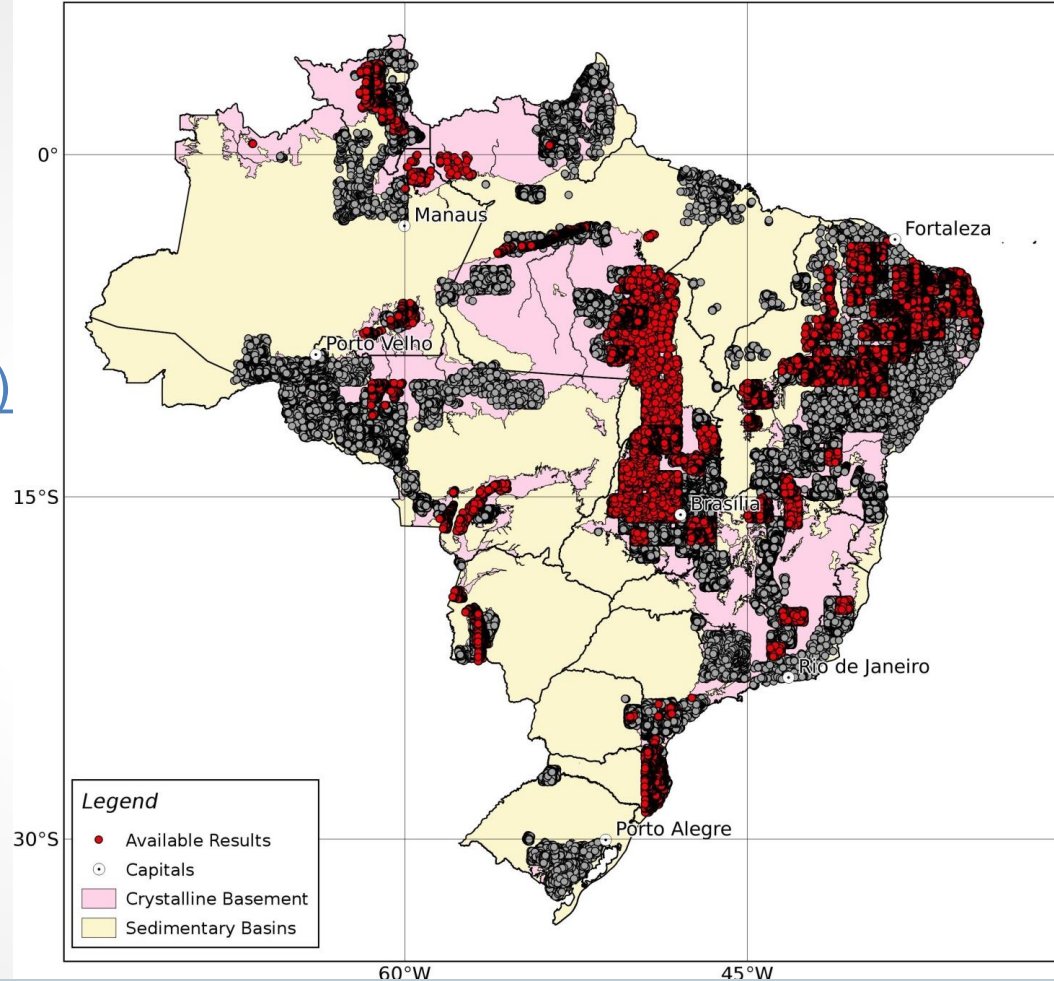 0°
Manaus
Fortaleza
Porto Velho
)
15°S
Brasília
Rio de Janeiro
Legend
Available Results
Capitals
Crystalline Basement
Sedimentary Basins
Porto Alegre
30°S
60°W
45°W